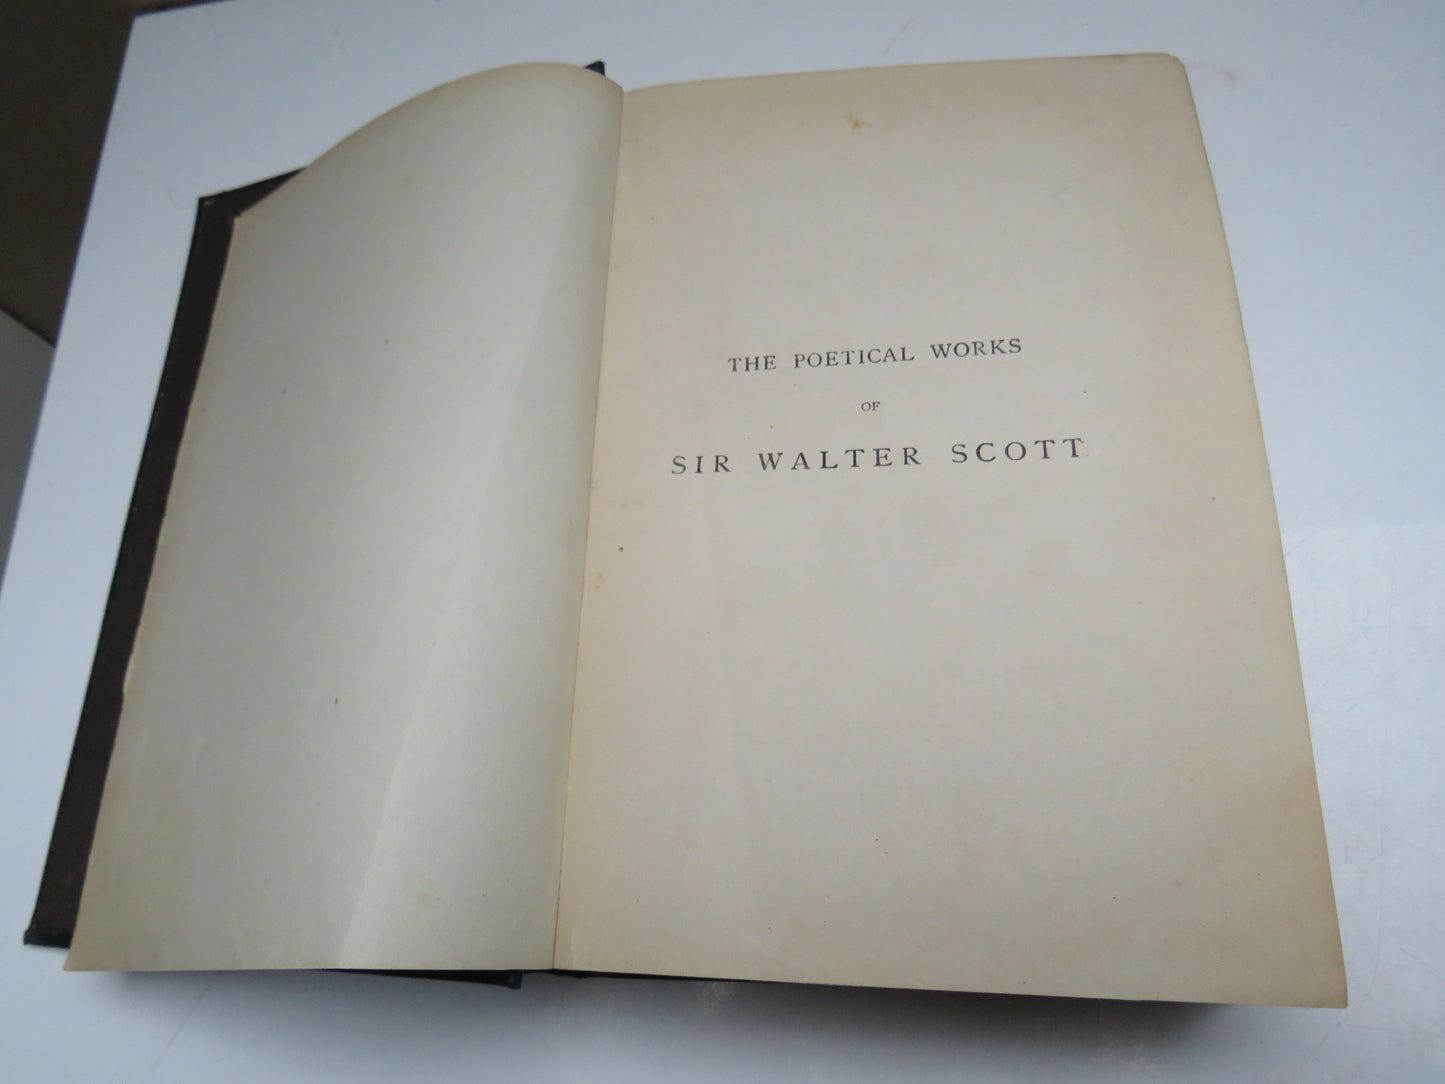 THE POETICAL WORKS
OF
SIR WALTER SCOTT